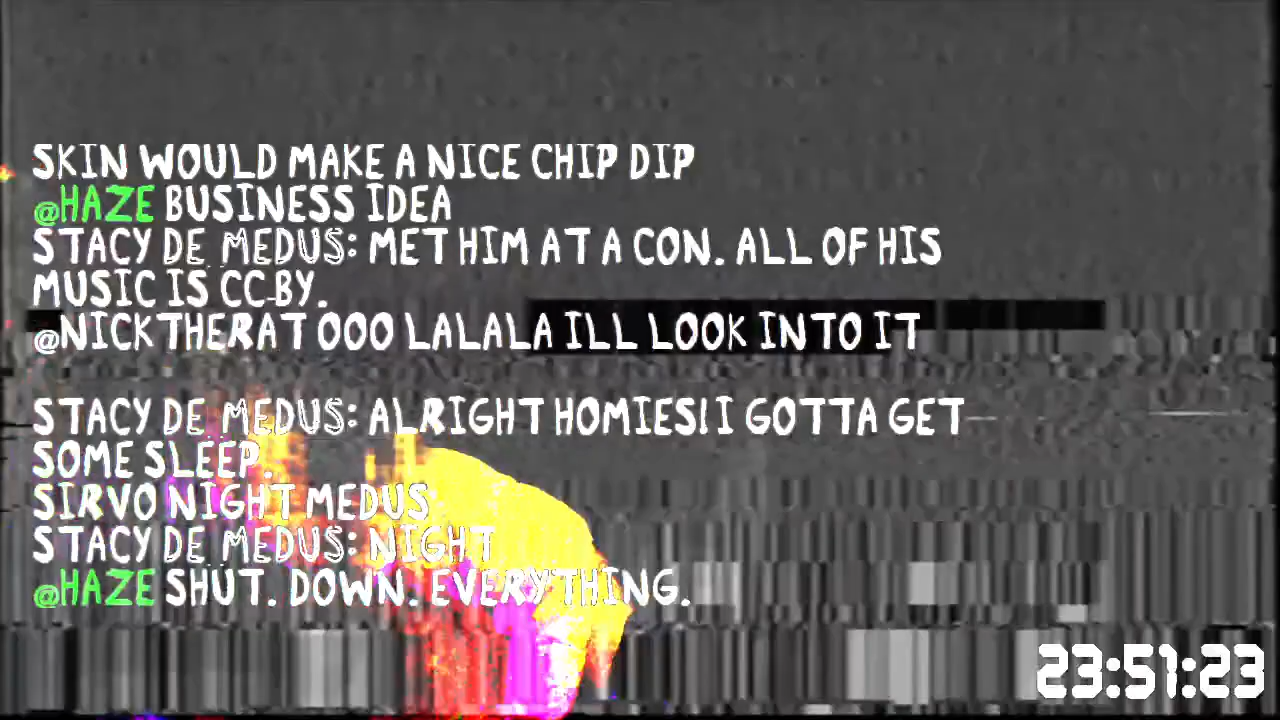 SKIN WOULD MAKE A NICE CHIP DIP
@HAZE BUSINESS IDEA
STACY DE MEDUS: MET HIM AT A CON. ALL OF HIS
MUSIC IS CC-BY.
@NICKTHERAT OOO LALALA ILL LOOK INTO IT
STACY DE MEDUS: ALRIGHT HOMIES! I GOTTA GET
SOME SLEEP.
SIRVO NIGHT MEDUS
STACY DE MEDUS: NIGHT
@HAZE SHUT. DOWN. EVERYTHING.
23:51:23